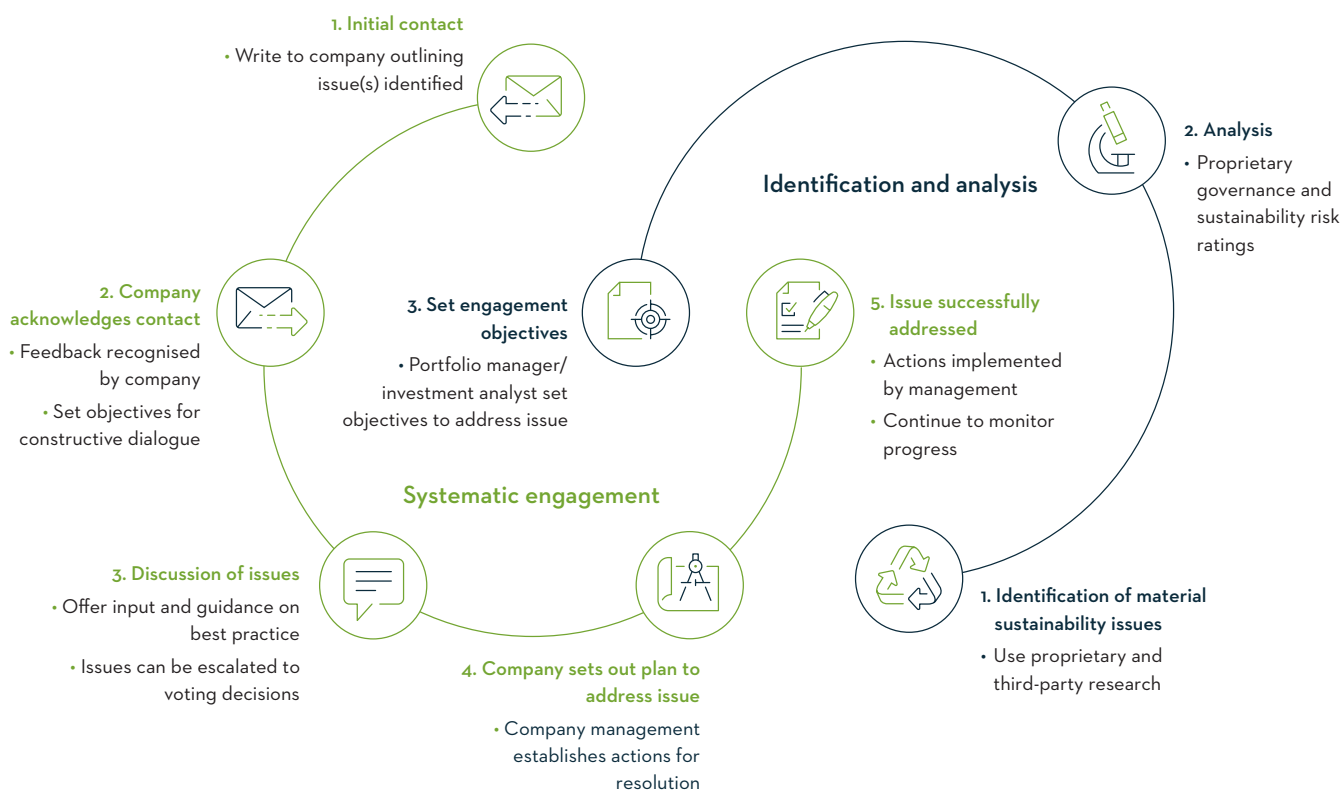 1. Initial contact
• Write to company outlining
issue(s) identified
2. Company
acknowledges contact
• Feedback recognised
by company
• Set objectives for
constructive dialogue
3. Discussion of issues
• Offer input and guidance on
best practice
• Issues can be escalated to
voting decisions
Systematic engagement
4. Company sets out plan to
address issue
• Company management
establishes actions for
resolution
5. Issue successfully
addressed
• Actions implemented
by management
• Continue to monitor
progress
Identification and analysis
1. Identification of material
sustainability issues
• Use proprietary and
third-party research
2. Analysis
• Proprietary
governance and
sustainability risk
ratings
3. Set engagement
objectives
• Portfolio manager/
investment analyst set
objectives to address issue